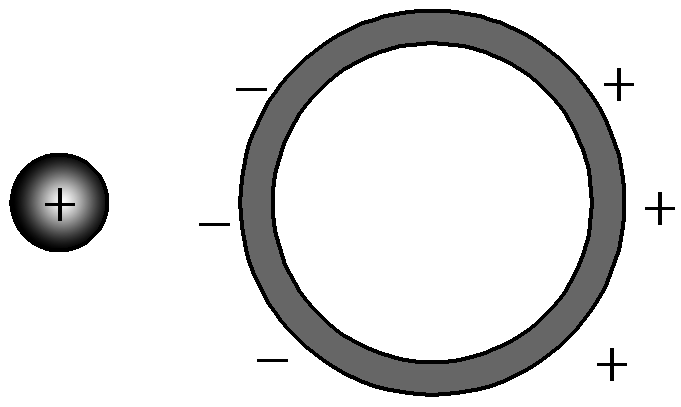 − +
+ − +
− +